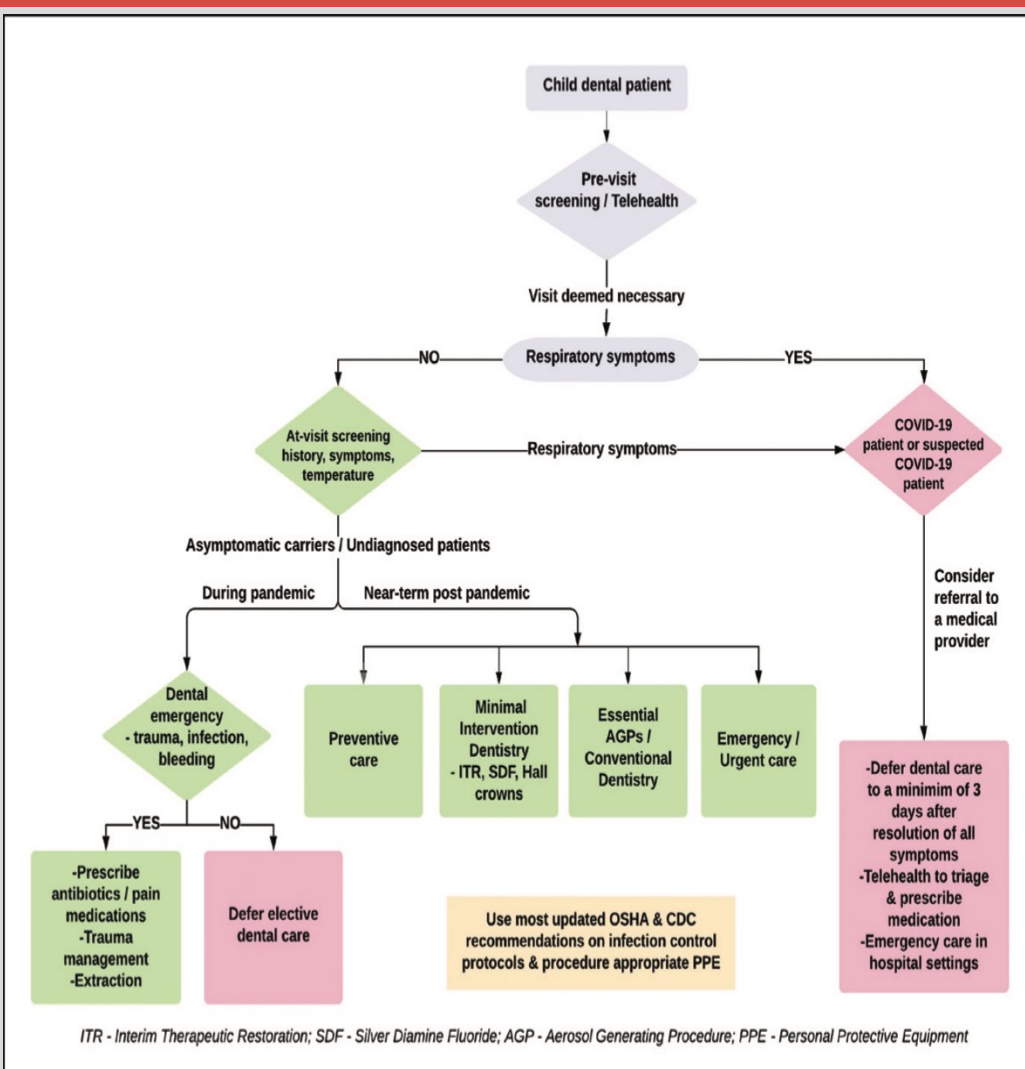 Child dental patient
Pre-visit
screening / Telehealth
Visit deemed necessary
NO
Respiratory symptoms
YES
At-visit screening
history, symptoms,
temperature
Respiratory symptoms
COVID-19
patient or suspected
COVID-19
patient
Asymptomatic carriers / Undiagnosed patients
During pandemic
Near-term post pandemic
Consider
referral to
a medical
provider
Dental
emergency
- trauma, infection,
bleeding
Preventive
care
Minimal
Intervention
Dentistry
- ITR, SDF, Hall
crowns
Essential
AGPs /
Conventional
Dentistry
Emergency /
Urgent care
YES
NO
-Prescribe
antibiotics / pain
medications
-Trauma
management
-Extraction
Defer elective
dental care
-Defer dental care
to a minimim of 3
days after
resolution of all
symptoms
-Telehealth to triage
& prescribe
medication
-Emergency care in
hospital settings
Use most updated OSHA & CDC
recommendations on infection control
protocols & procedure appropriate PPE
ITR - Interim Therapeutic Restoration; SDF - Silver Diamine Fluoride; AGP - Aerosol Generating Procedure; PPE - Personal Protective Equipment